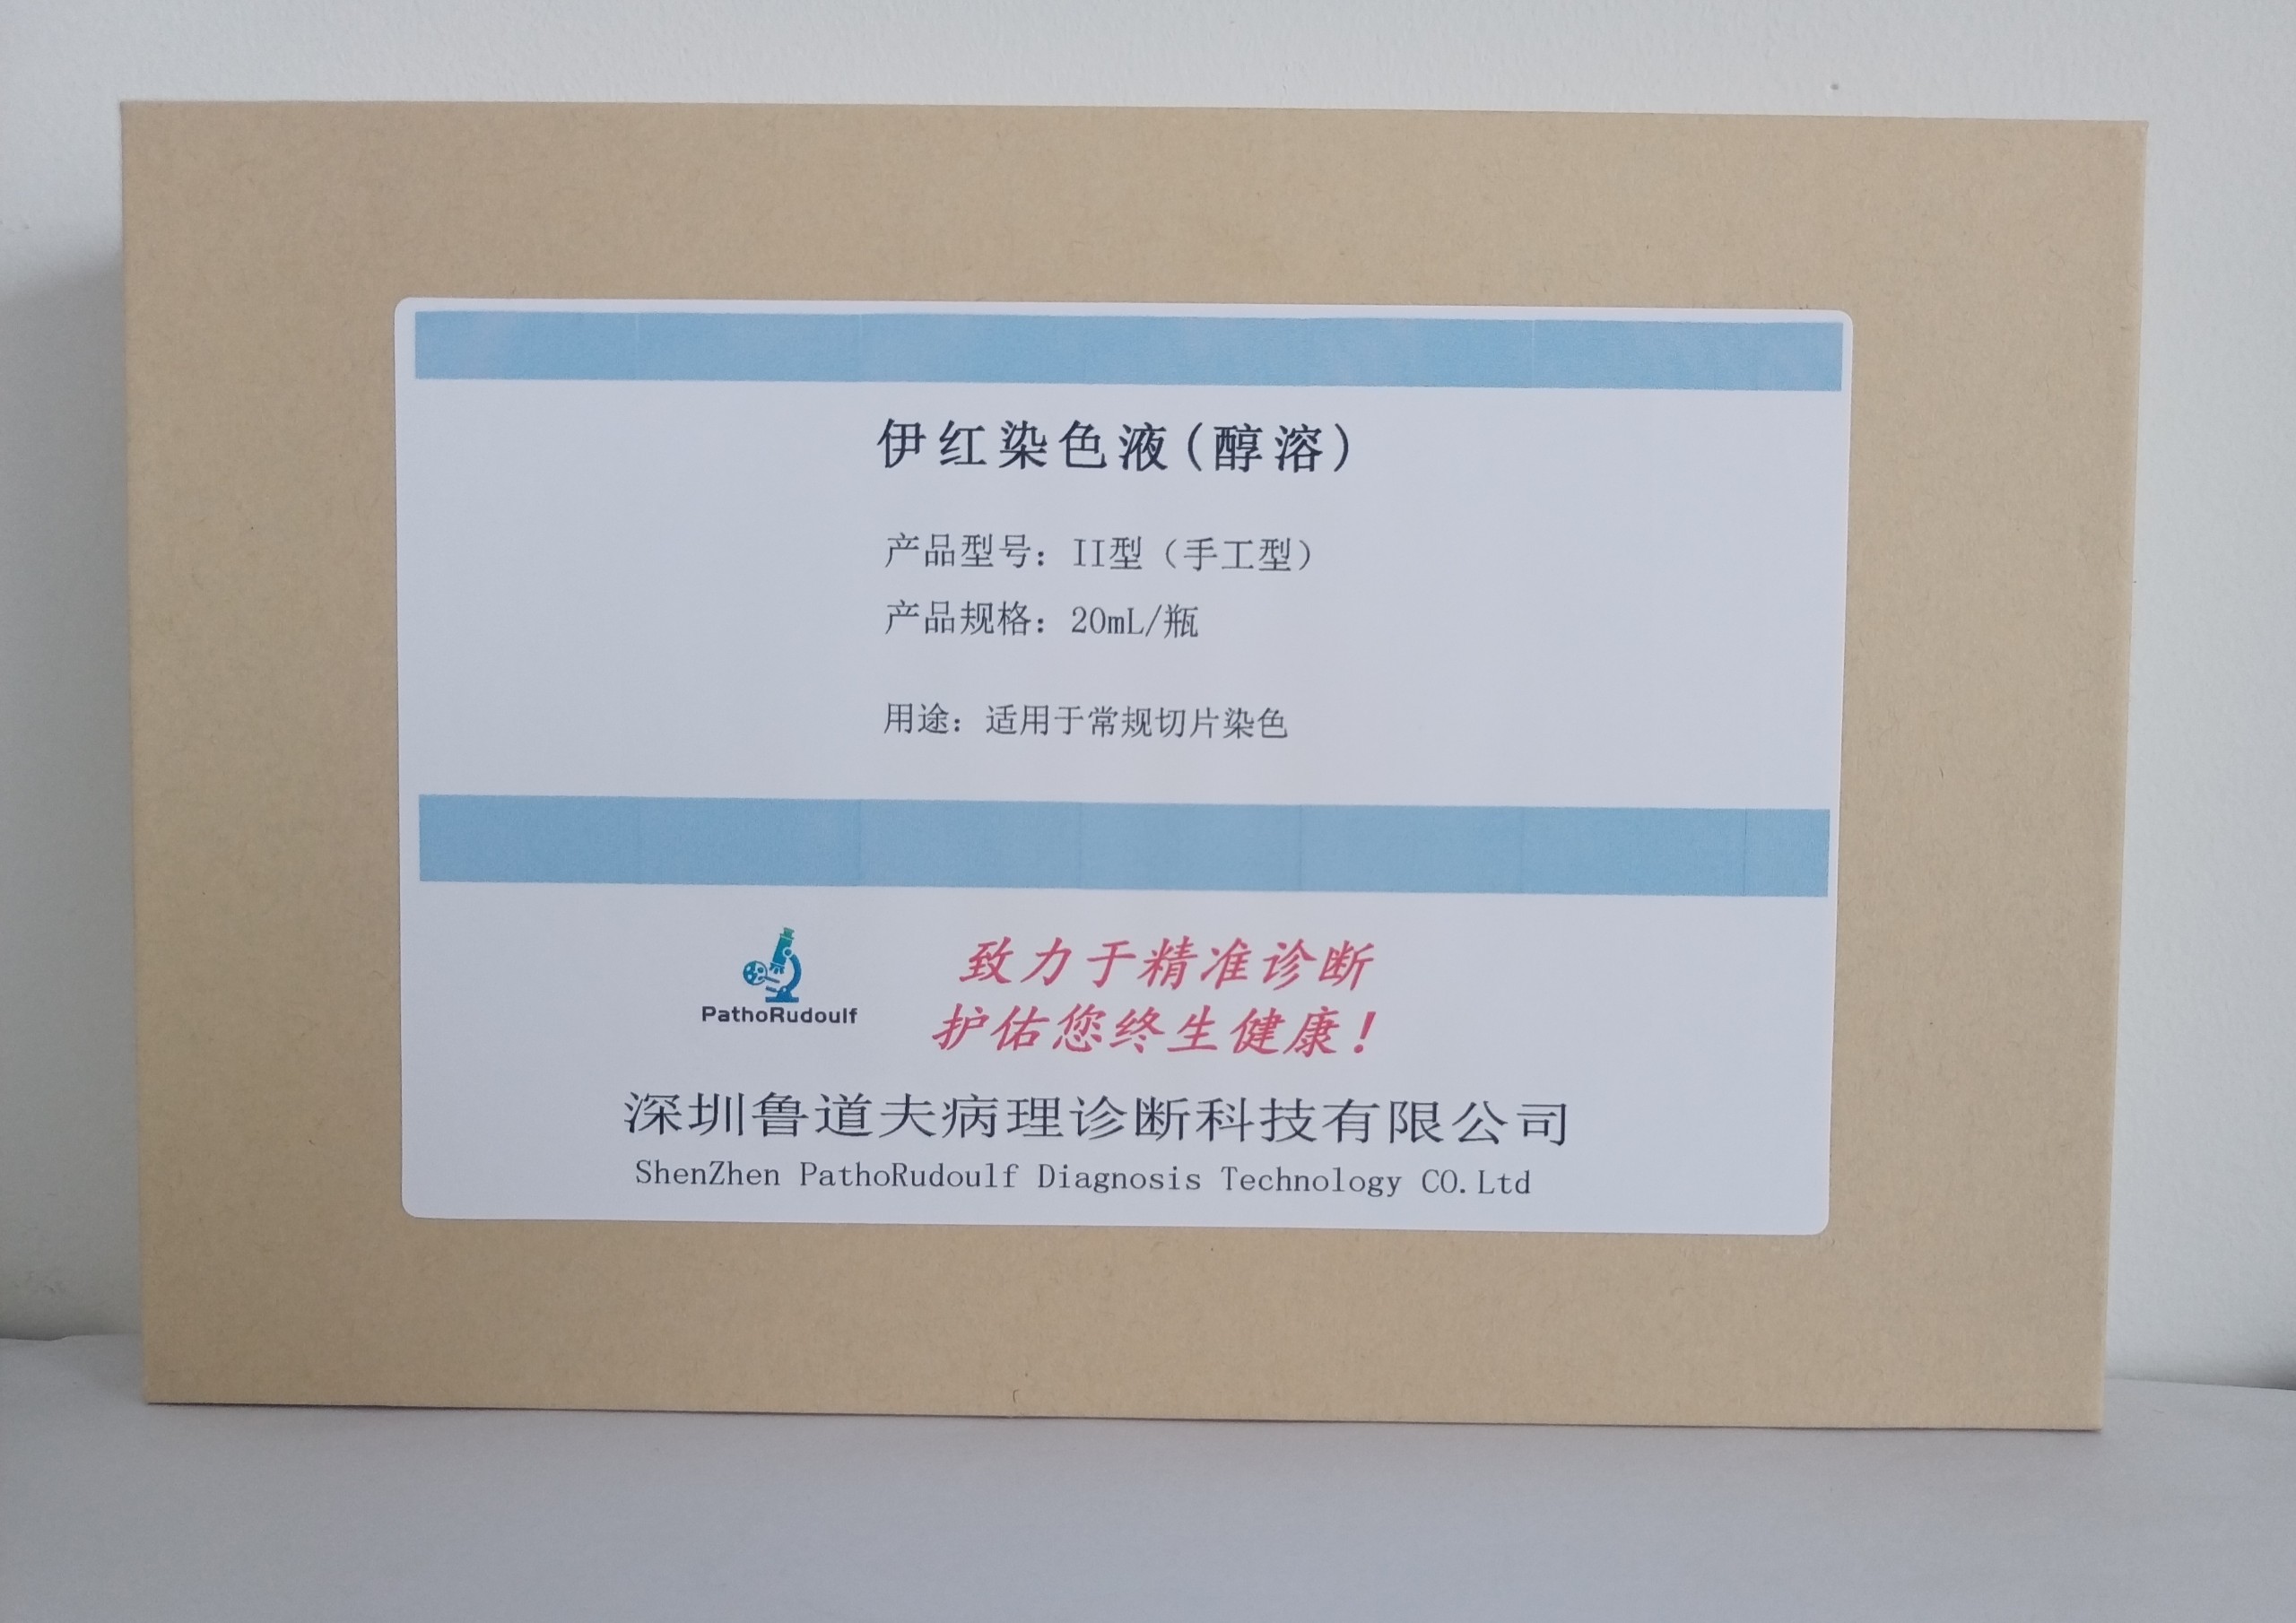 伊红染色液(醇溶)
产品型号：II型（手工型）
产品规格：20mL/瓶
用途：适用于常规切片染色
致力于精准诊断
护佑您终生健康！
PathoRudoulf
深圳鲁道夫病理诊断科技有限公司
ShenZhen PathoRudoulf Diagnosis Technology CO.Ltd